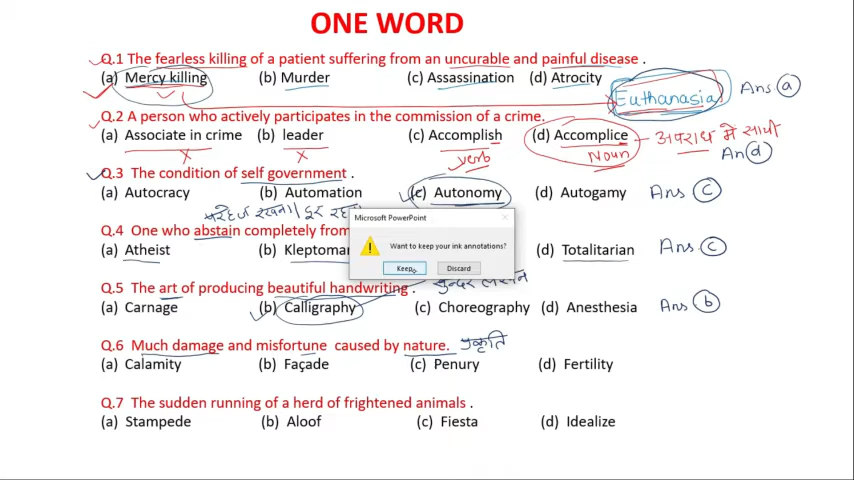 ONE WORD
Q.1 The fearless killing of a patient suffering from an uncurable and painful disease .
(a) Mercy killing (b) Murder (c) Assassination (d) Atrocity
Euthanasia Ans (a)
Q.2 A person who actively participates in the commission of a crime.
(a) Associate in crime (b) leader (c) Accomplish (d) Accomplice
अपराध में साथी
verb Noun An (d)
Q.3 The condition of self government .
(a) Autocracy (b) Automation (c) Autonomy (d) Autogamy Ans (c)
परहेज रखना / दूर
Q.4 One who abstain completely from
(a) Atheist (b) Kleptoma (d) Totalitarian Ans (c)
Microsoft PowerPoint
Want to keep your ink annotations?
Keep Discard
Q.5 The art of producing beautiful handwriting . सुन्दर
(a) Carnage (b) Calligraphy (c) Choreography (d) Anesthesia Ans (b)
Q.6 Much damage and misfortune caused by nature. प्रकृति
(a) Calamity (b) Façade (c) Penury (d) Fertility
Q.7 The sudden running of a herd of frightened animals .
(a) Stampede (b) Aloof (c) Fiesta (d) Idealize